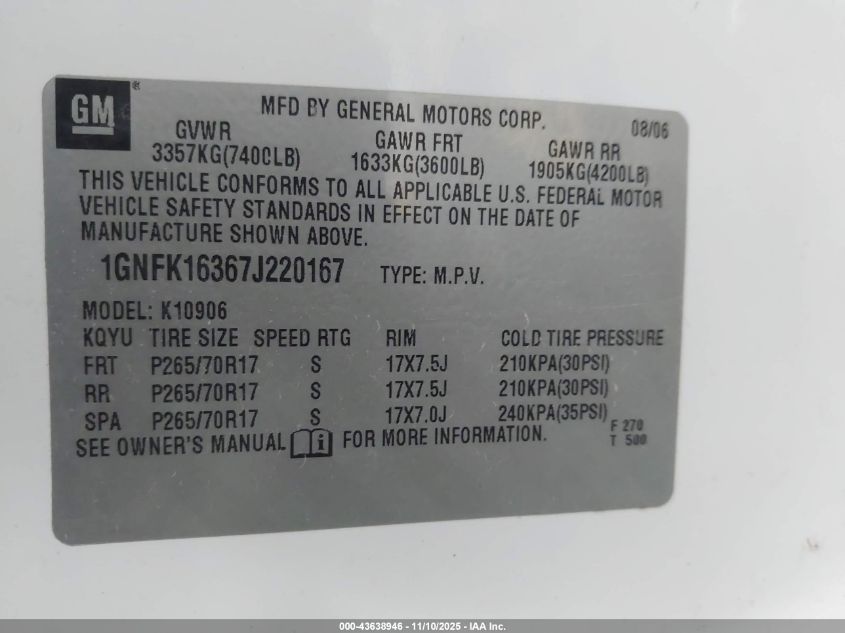 GM
MFD BY GENERAL MOTORS CORP. 08/06
GVWR GAWR FRT GAWR RR
3357KG(7400LB) 1633KG(3600LB) 1905KG(4200LB)
THIS VEHICLE CONFORMS TO ALL APPLICABLE U.S. FEDERAL MOTOR
VEHICLE SAFETY STANDARDS IN EFFECT ON THE DATE OF
MANUFACTURE SHOWN ABOVE.
1GNFK16367J220167 TYPE: M.P.V.
MODEL: K10906
KQYU TIRE SIZE SPEED RTG RIM COLD TIRE PRESSURE
FRT P265/70R17 S 17X7.5J 210KPA(30PSI)
RR P265/70R17 S 17X7.5J 210KPA(30PSI)
SPA P265/70R17 S 17X7.0J 240KPA(35PSI)
SEE OWNER'S MANUAL i FOR MORE INFORMATION.
F 270
T 500
000-43638946 - 11/10/2025 - IAA Inc.